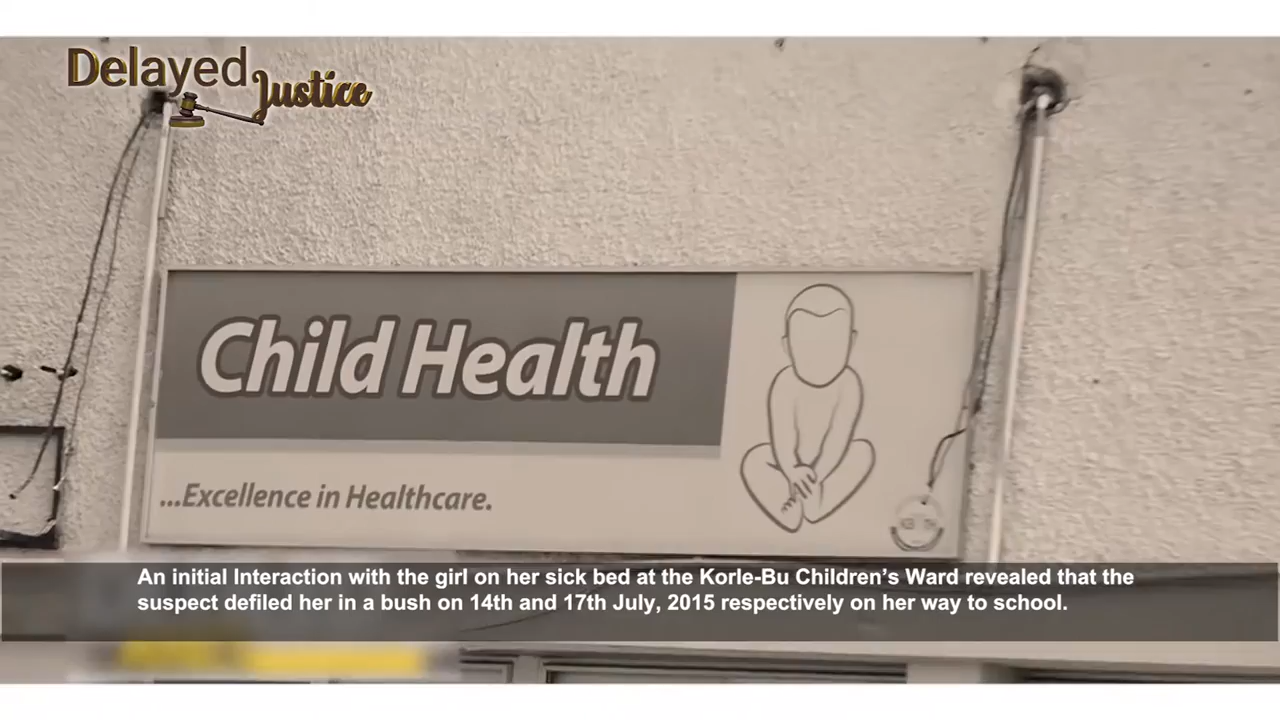 Delayed
Justice
Child Health
...Excellence in Healthcare.
An initial Interaction with the girl on her sick bed at the Korle-Bu Children's Ward revealed that the
suspect defiled her in a bush on 14th and 17th July, 2015 respectively on her way to school.